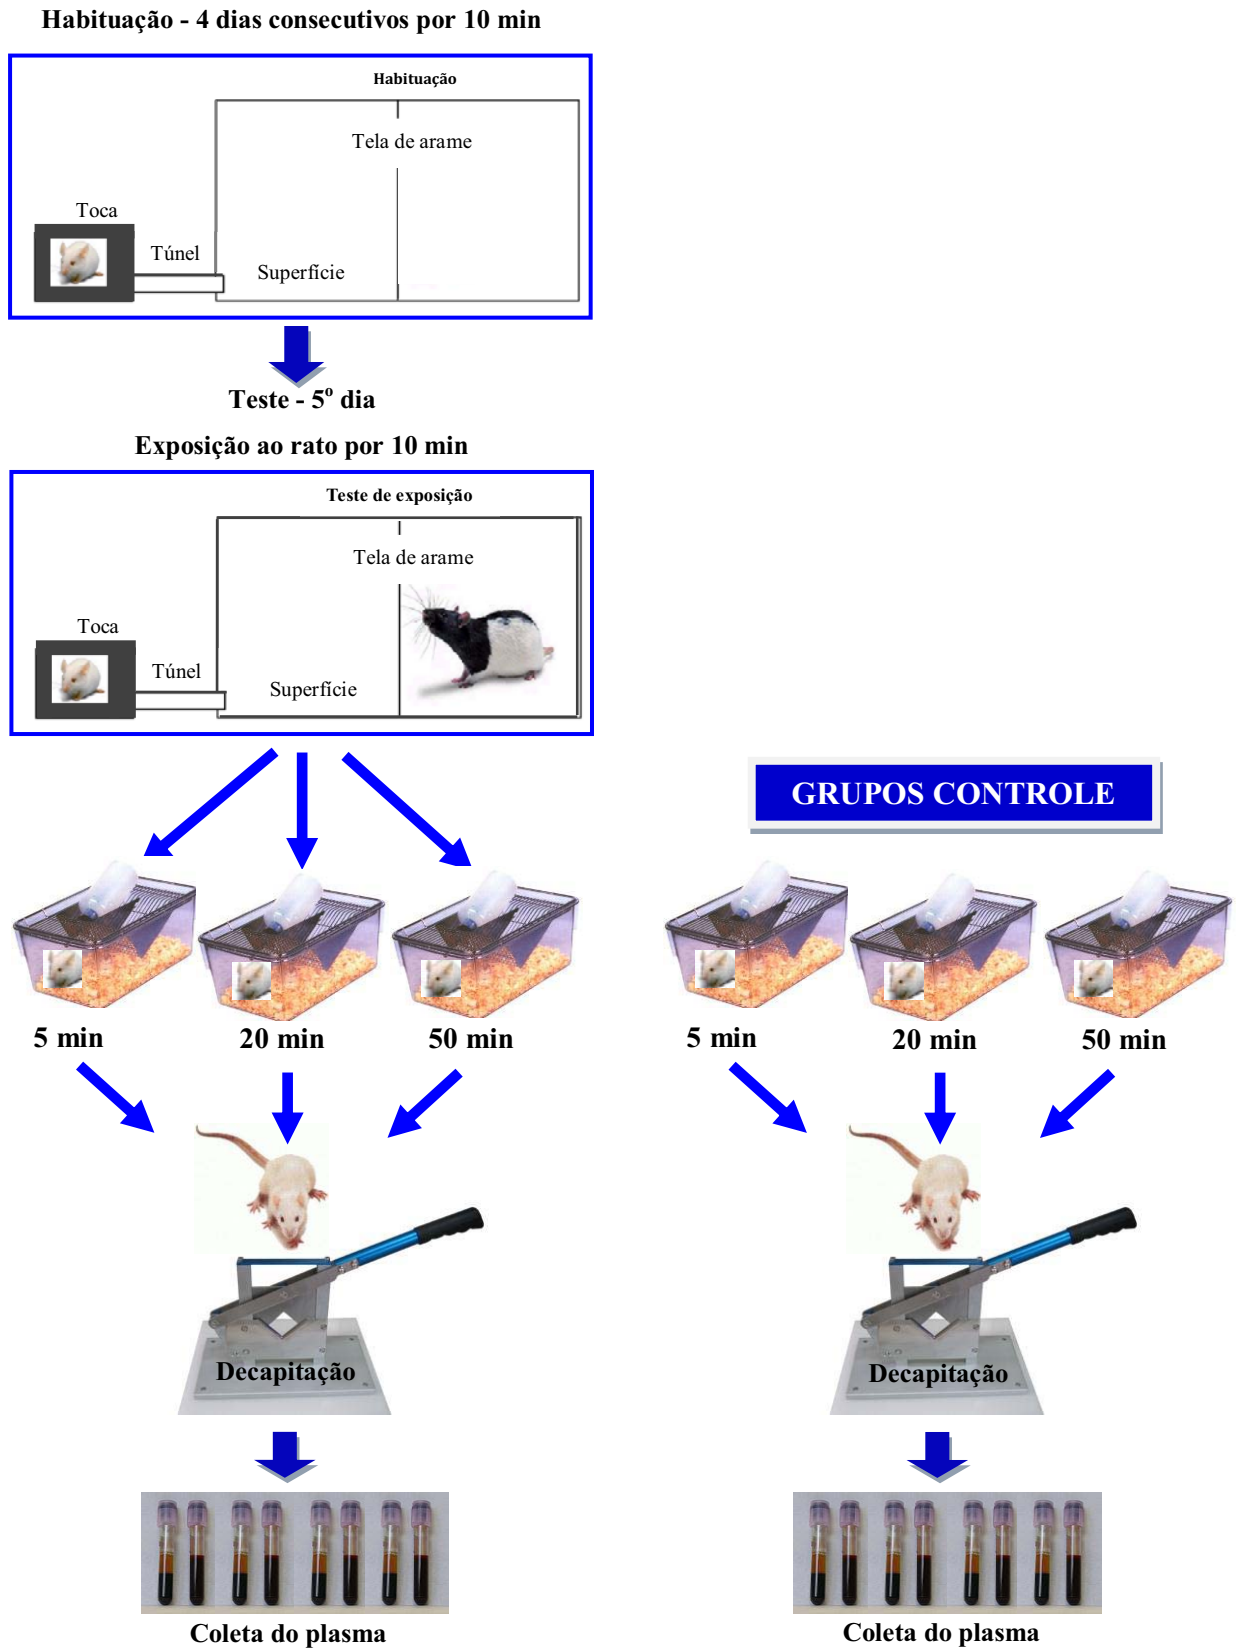 Habituação - 4 dias consecutivos por 10 min
Habituação
Tela de arame
Toca
Túnel
Superfície
Teste - 5º dia
Exposição ao rato por 10 min
Teste de exposição
Tela de arame
Toca
Túnel
Superfície
GRUPOS CONTROLE
5 min
20 min
50 min
5 min
20 min
50 min
Decapitação
Decapitação
Coleta do plasma
Coleta do plasma